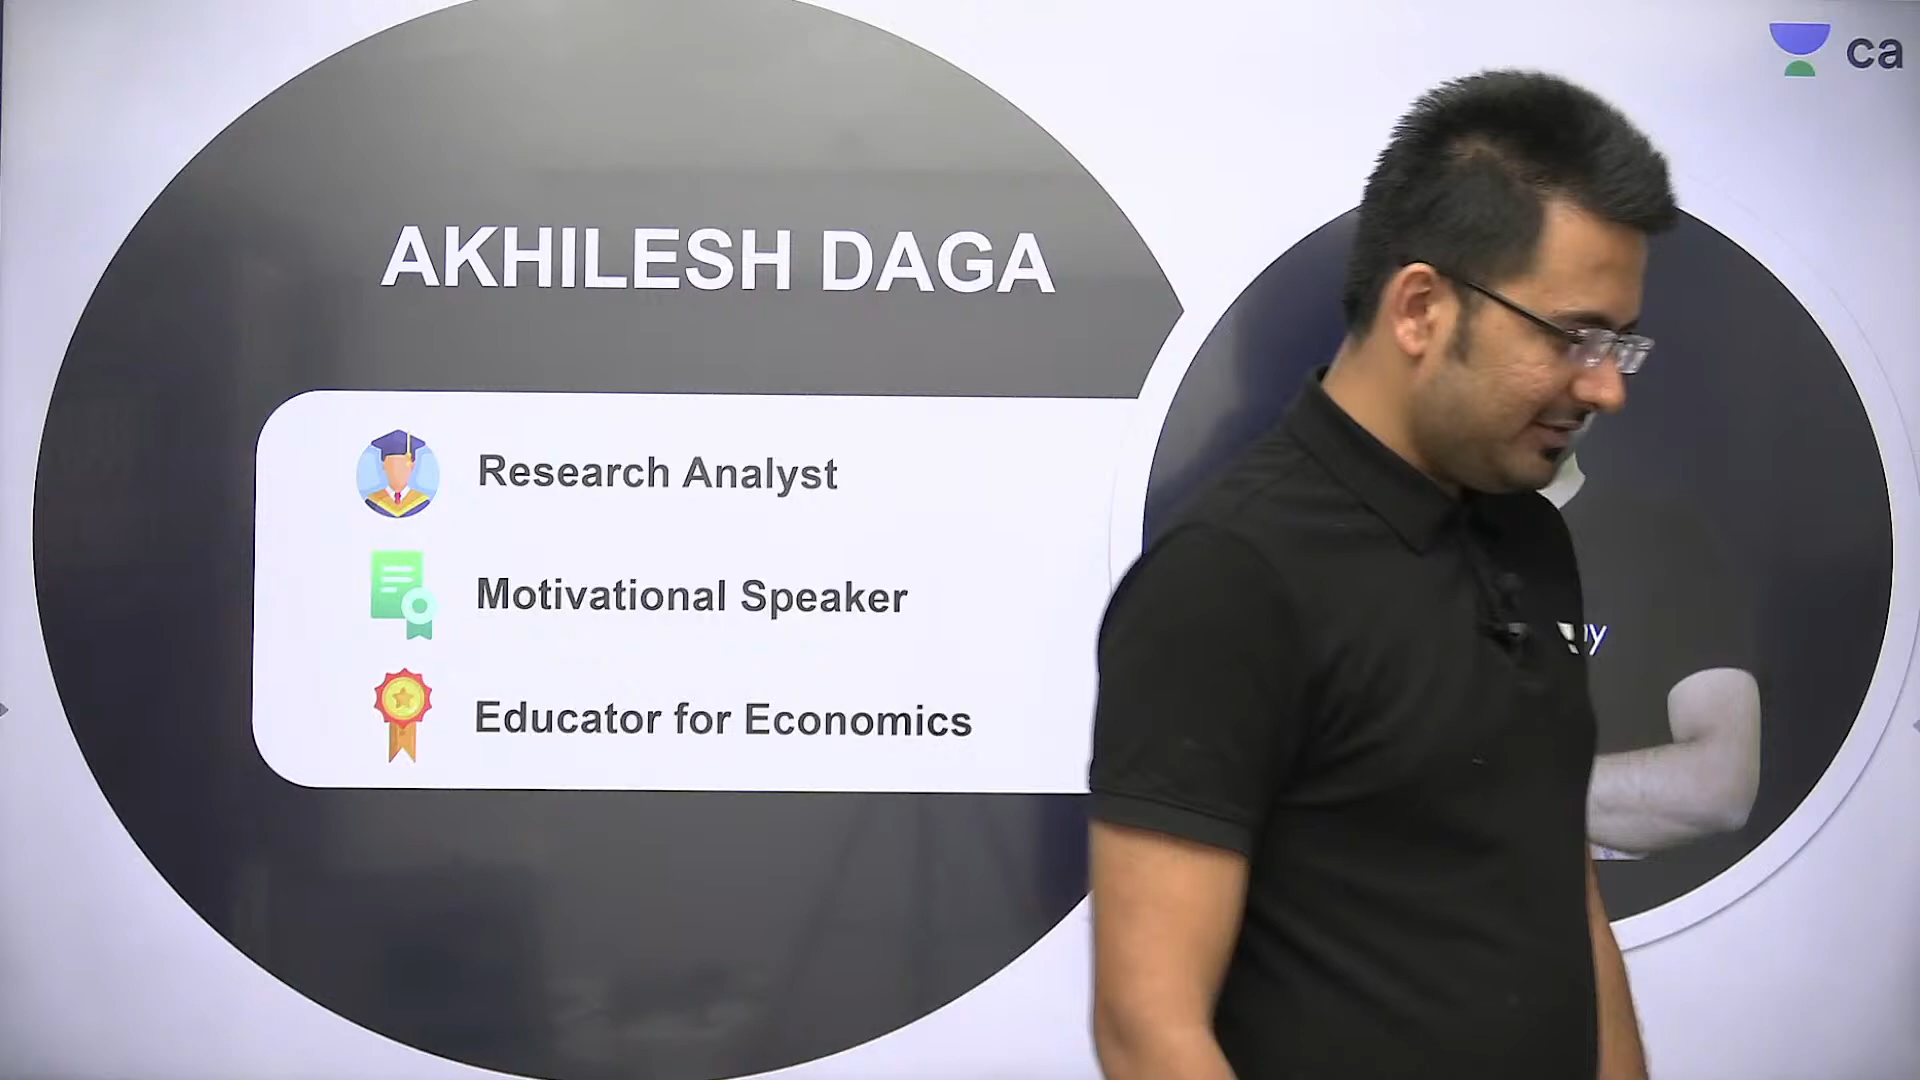 ca
AKHILESH DAGA
Research Analyst
Motivational Speaker
Educator for Economics